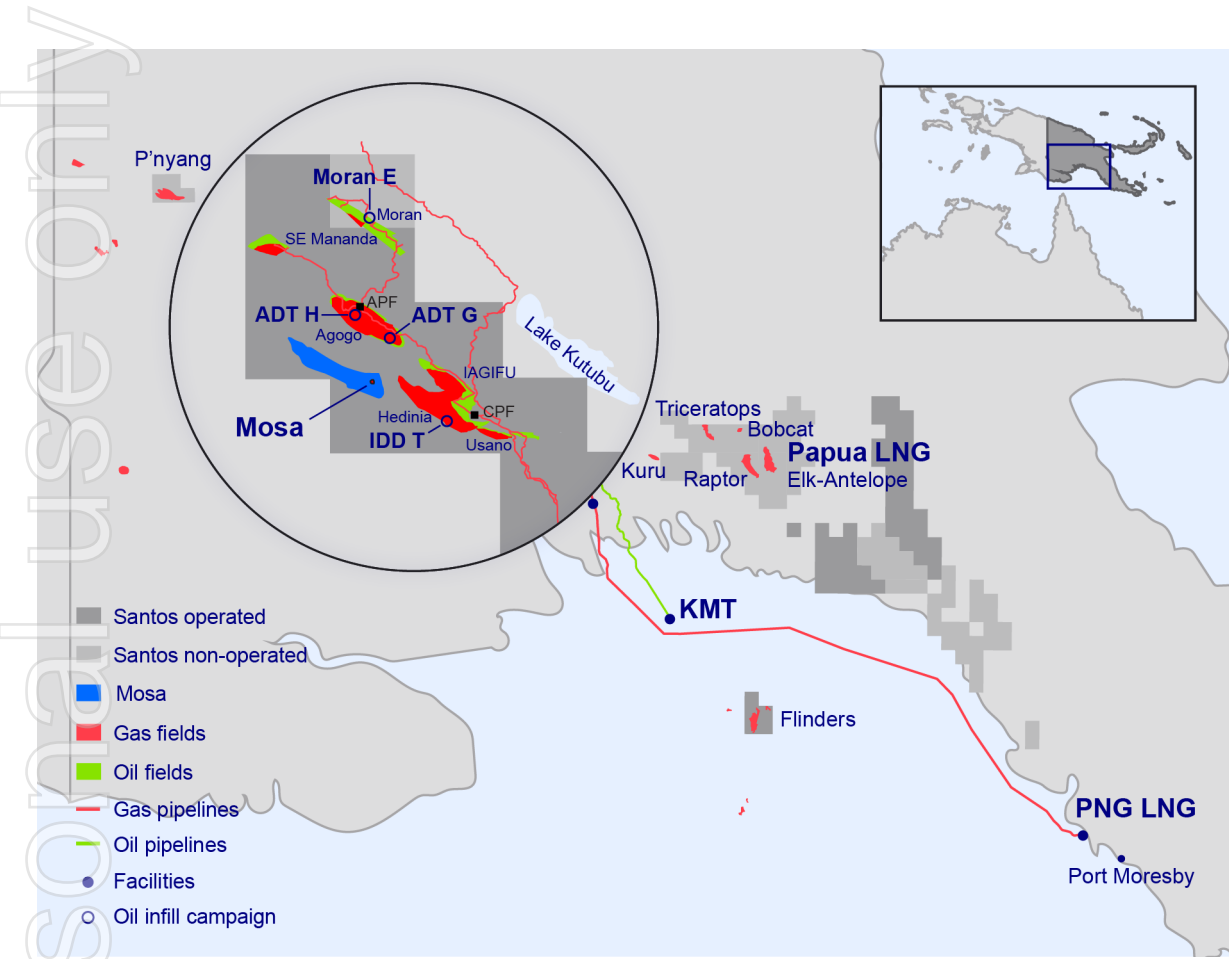 sonal use only
P'nyang
Moran E
Moran
SE Mananda
APF
ADT H
ADT G
Agogo
IAGIFU
Lake Kutubu
Mosa
Hedinia
CPF
IDD T
Usano
Triceratops
Bobcat
Papua LNG
Kuru
Raptor
Elk-Antelope
KMT
Santos operated
Santos non-operated
Mosa
Gas fields
Oil fields
Gas pipelines
Oil pipelines
Facilities
Oil infill campaign
Flinders
PNG LNG
Port Moresby